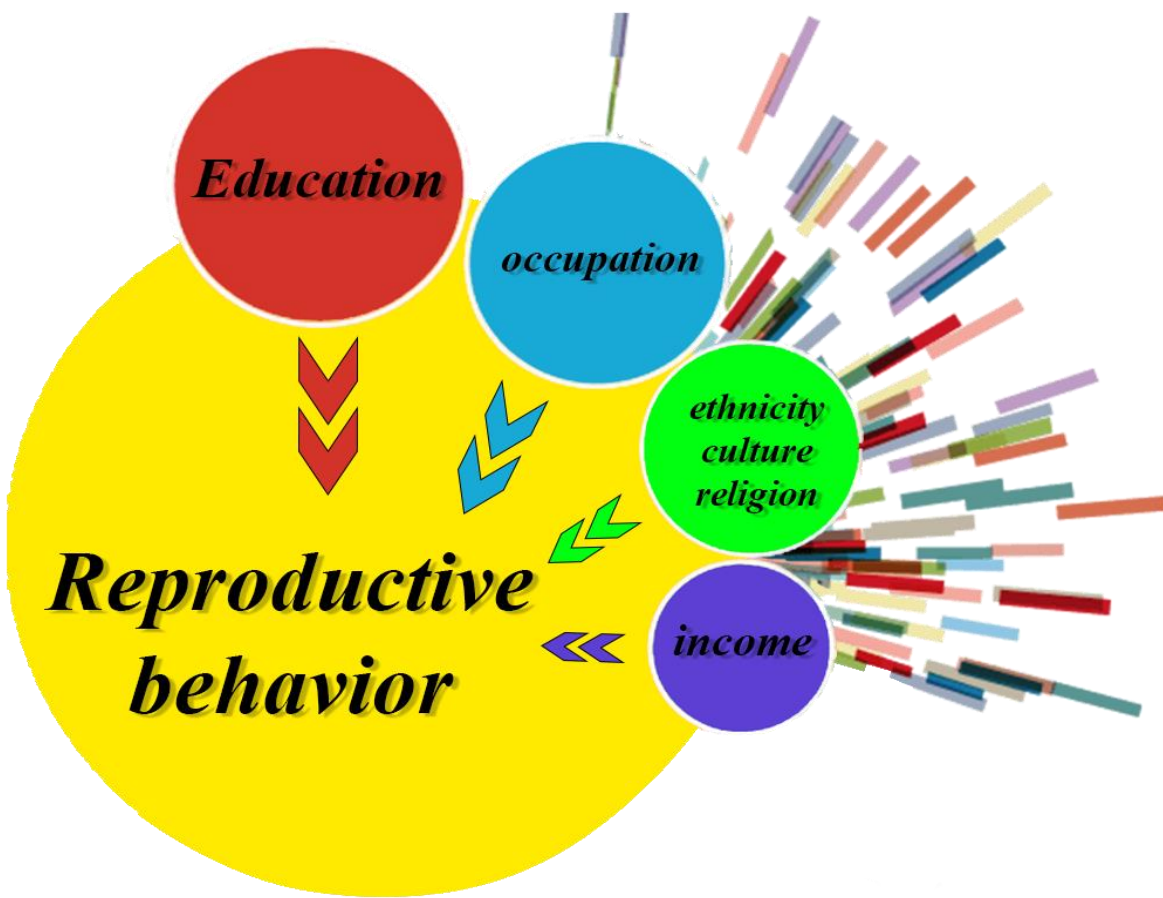 Education
occupation
ethnicity
culture
religion
income
Reproductive
behavior